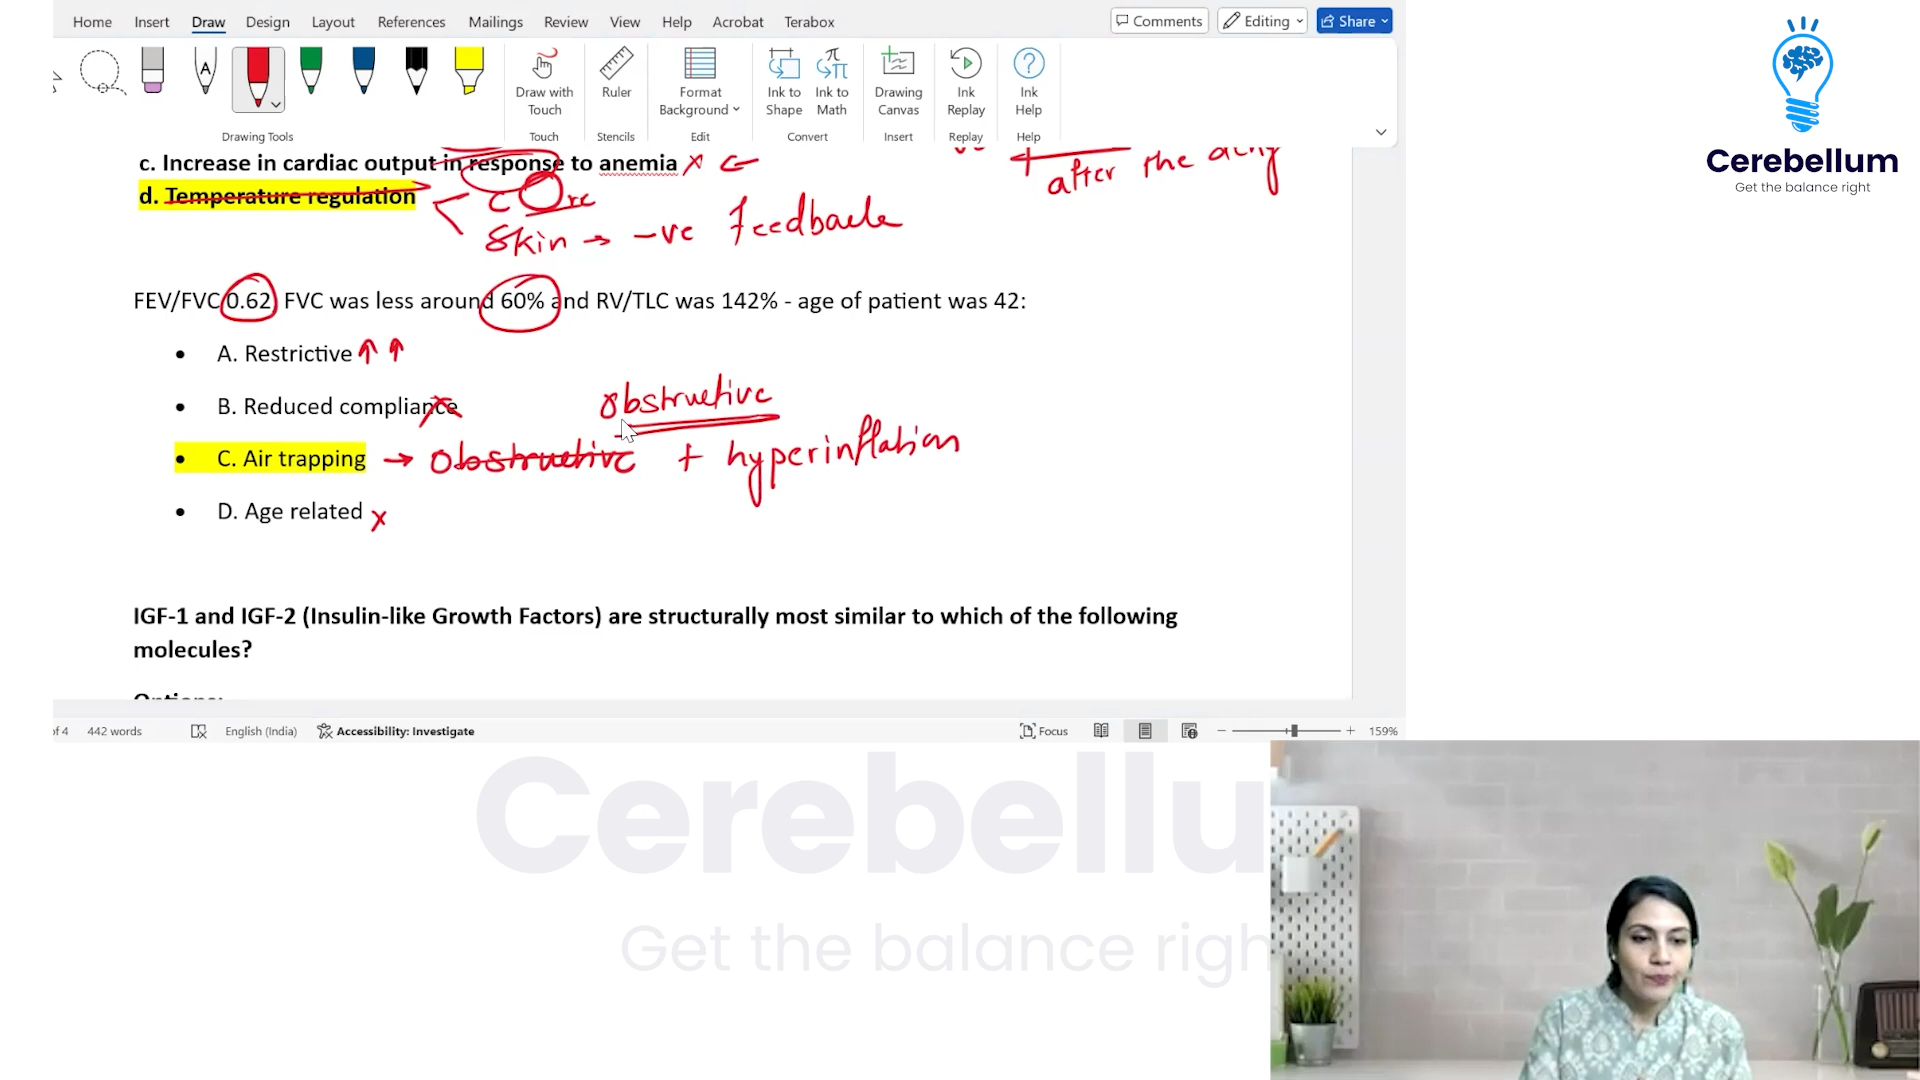 Home Insert Draw Design Layout References Mailings Review View Help Acrobat Terabox Comments Editing Share
A
Draw with Touch Ruler Format Background Ink to Shape Ink to Math Drawing Canvas Ink Replay Ink Help
Drawing Tools Touch Stencils Edit Convert Insert Replay Help
Cerebellum
Get the balance right
c. Increase in cardiac output in response to anemia x
after the
d. Temperature regulation
Core
Skin → -ve Feedback
FEV/FVC 0.62, FVC was less around 60% and RV/TLC was 142% - age of patient was 42:
• A. Restrictive ↑ ↑
• B. Reduced compliance
obstructive
• C. Air trapping → obstructive + hyperinflation
• D. Age related x
IGF-1 and IGF-2 (Insulin-like Growth Factors) are structurally most similar to which of the following
molecules?
Options:
of 4 442 words English (India) Accessibility: Investigate Focus 159%
Cerebellu
Get the balance righ